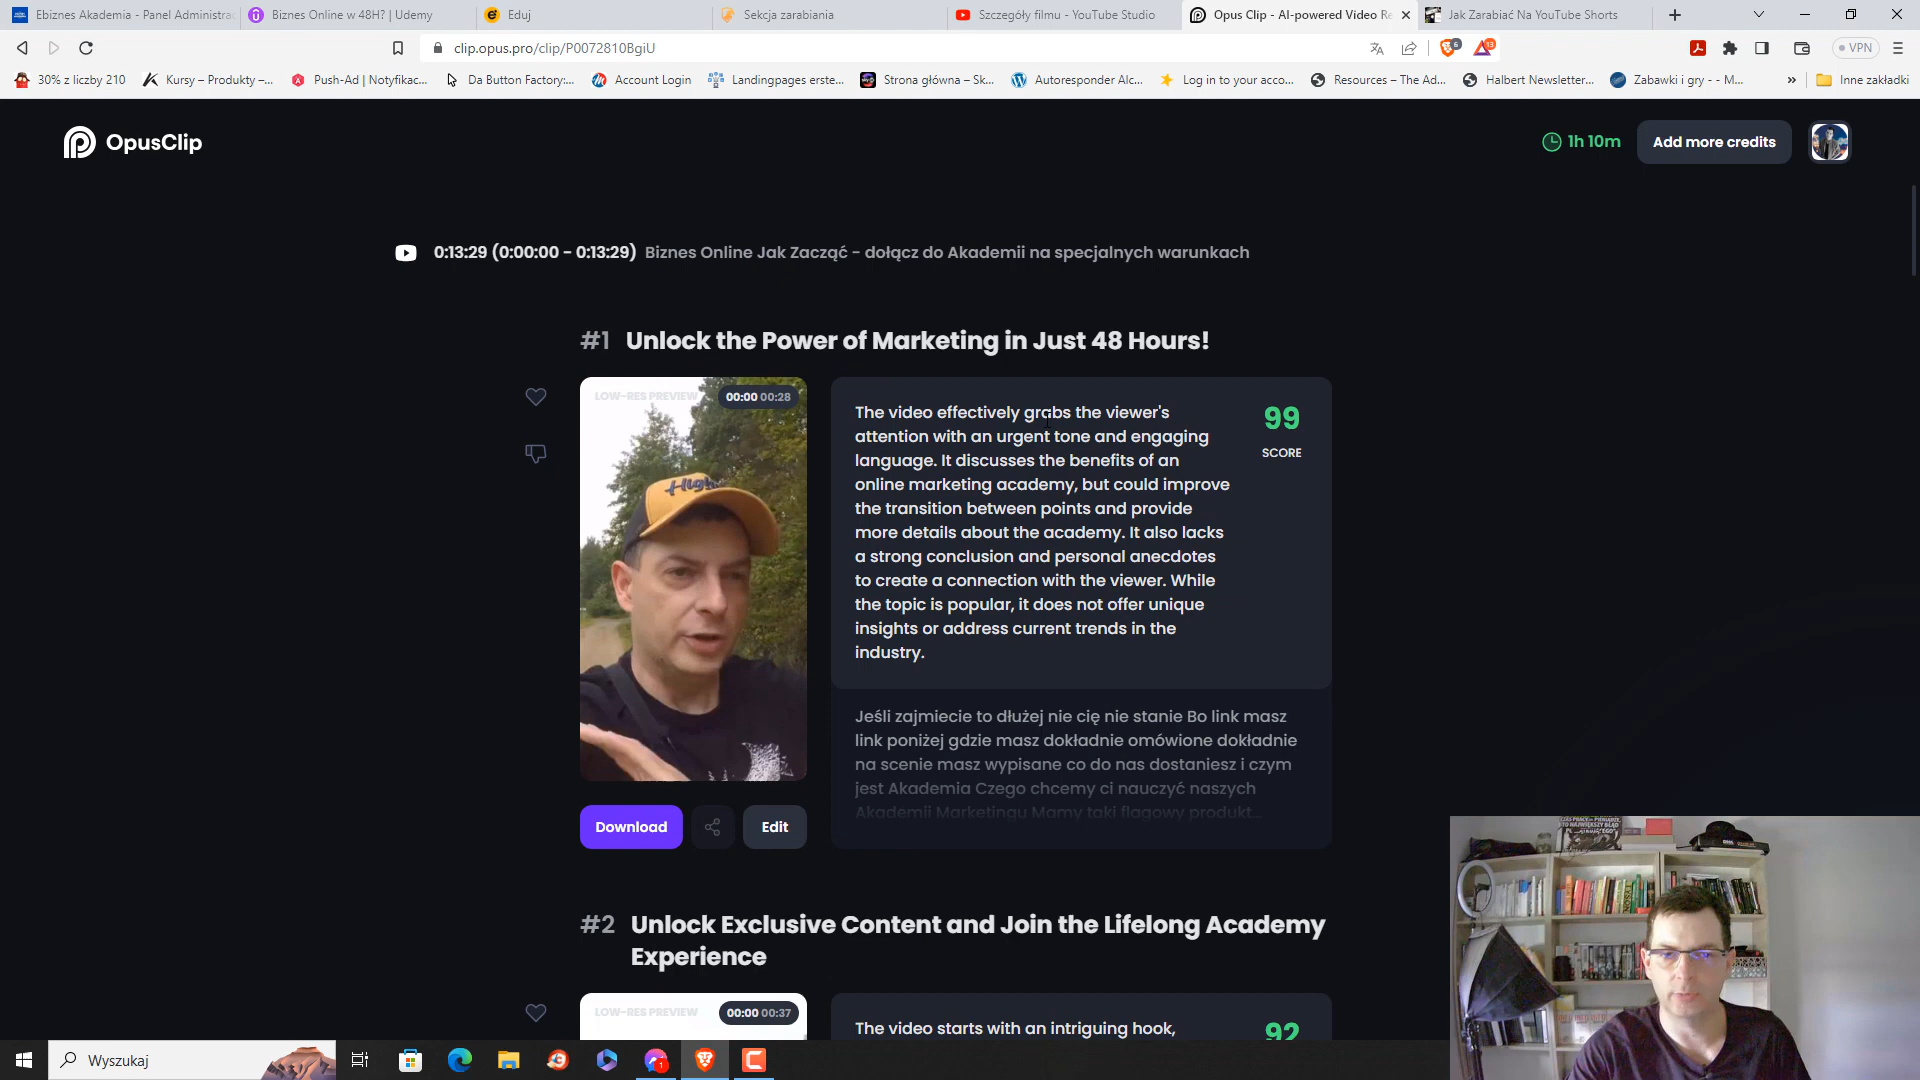 Ebiznes Akademia - Panel Administrac
Biznes Online w 48H? | Udemy
Eduj
Sekcja zarabiania
Szczegóły filmu - YouTube Studio
Opus Clip - AI-powered Video Re
Jak Zarabiać Na YouTube Shorts
clip.opus.pro/clip/P0072810BgiU
6
13
VPN
30% z liczby 210
Kursy – Produkty –...
Push-Ad | Notyfikac...
Da Button Factory:...
Account Login
Landingpages erste...
Strona główna – Sk...
Autoresponder Alc...
Log in to your acco...
Resources – The Ad...
Halbert Newsletter...
Zabawki i gry - - M...
Inne zakładki
OpusClip
1h 10m
Add more credits
0:13:29 (0:00:00 - 0:13:29) Biznes Online Jak Zacząć - dołącz do Akademii na specjalnych warunkach
#1 Unlock the Power of Marketing in Just 48 Hours!
LOW-RES PREVIEW
00:00 00:28
High
The video effectively grabs the viewer's
attention with an urgent tone and engaging
language. It discusses the benefits of an
online marketing academy, but could improve
the transition between points and provide
more details about the academy. It also lacks
a strong conclusion and personal anecdotes
to create a connection with the viewer. While
the topic is popular, it does not offer unique
insights or address current trends in the
industry.
99
SCORE
Jeśli zajmiecie to dłużej nie cię nie stanie Bo link masz
link poniżej gdzie masz dokładnie omówione dokładnie
na scenie masz wypisane co do nas dostaniesz i czym
jest Akademia Czego chcemy ci nauczyć naszych
Akademii Marketingu Mamy taki flagowy produkt...
Download
Edit
#2 Unlock Exclusive Content and Join the Lifelong Academy
Experience
LOW-RES PREVIEW
00:00 00:37
The video starts with an intriguing hook,
92
Wyszukaj
1